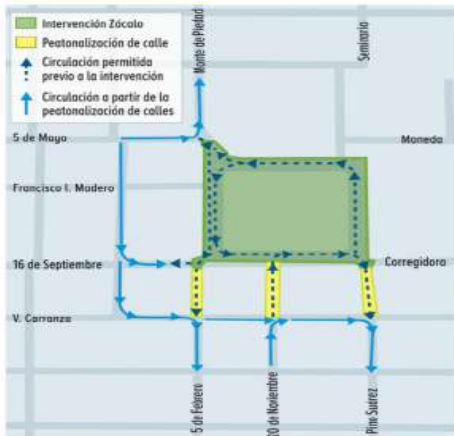 Intervención Zócalo
Peatonalización de calle
Circulación permitida
previo a la intervención
Circulación a partir de la
peatonalización de calles
Monte de Piedad
Seminario
5 de Mayo
Moneda
Francisco I. Madero
16 de Septiembre
Corregidora
V. Carranza
5 de Febrero
20 de Noviembre
Pino Suárez